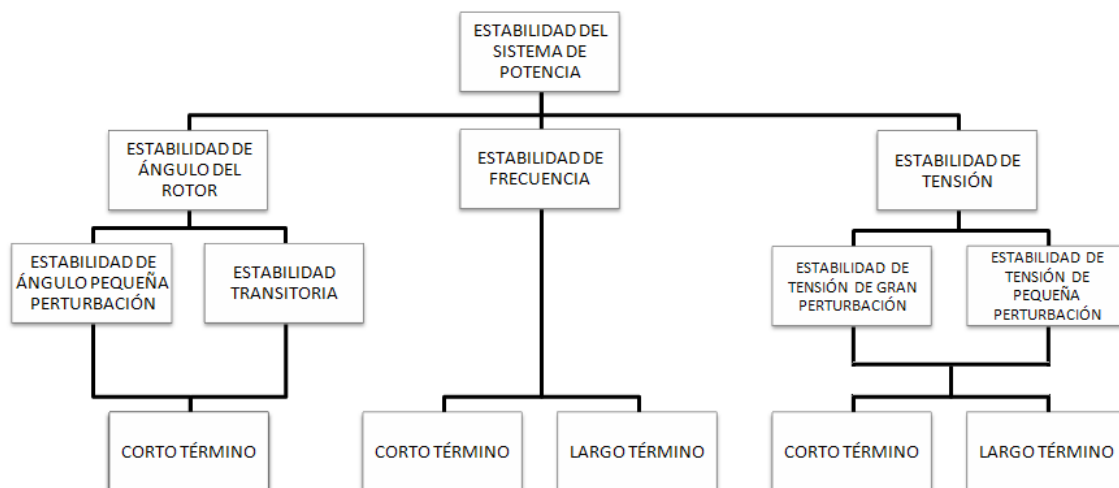 ESTABILIDAD DEL
SISTEMA DE
POTENCIA
ESTABILIDAD DE
ÁNGULO DEL
ROTOR
ESTABILIDAD DE
FRECUENCIA
ESTABILIDAD DE
TENSIÓN
ESTABILIDAD DE
ÁNGULO PEQUEÑA
PERTURBACIÓN
ESTABILIDAD
TRANSITORIA
ESTABILIDAD DE
TENSIÓN DE GRAN
PERTURBACIÓN
ESTABILIDAD DE
TENSIÓN DE
PEQUEÑA
PERTURBACIÓN
CORTO TÉRMINO
CORTO TÉRMINO
LARGO TÉRMINO
CORTO TÉRMINO
LARGO TÉRMINO